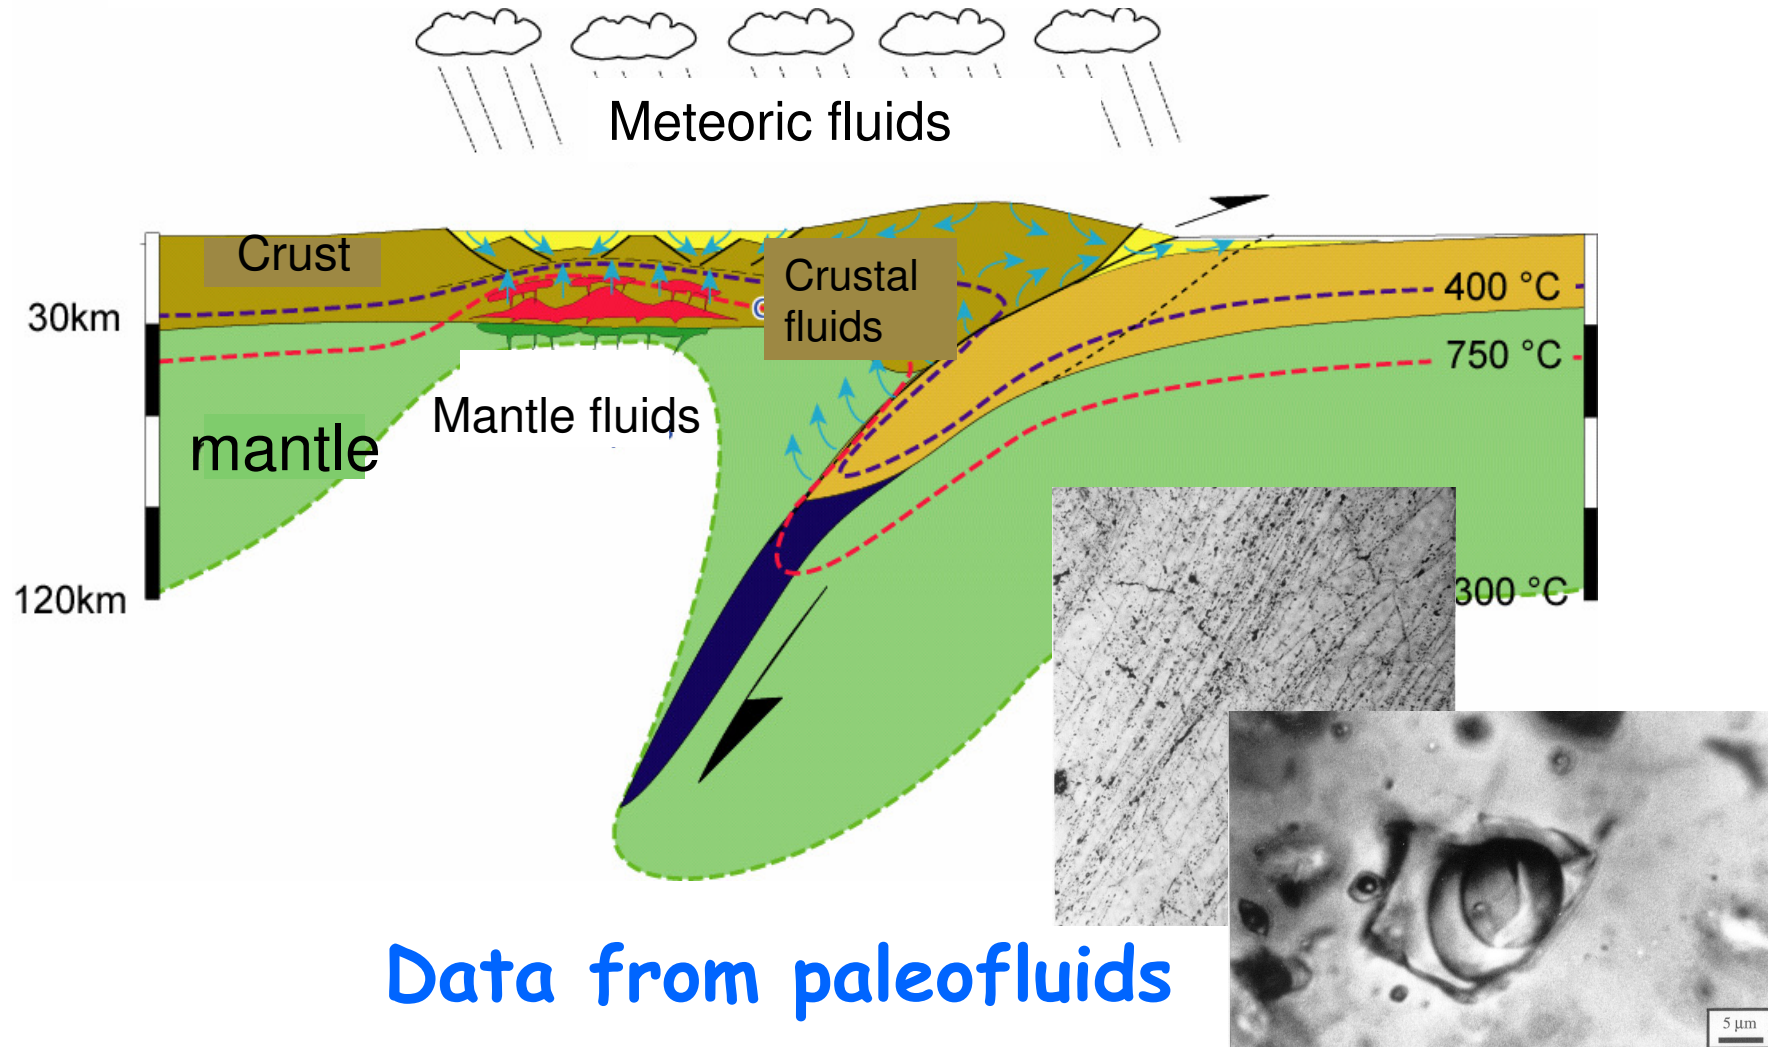 Meteoric fluids
Crust
Crustal
fluids
30km
400 °C
750 °C
Mantle fluids
mantle
120km
300 °C
Data from paleofluids
5 µm